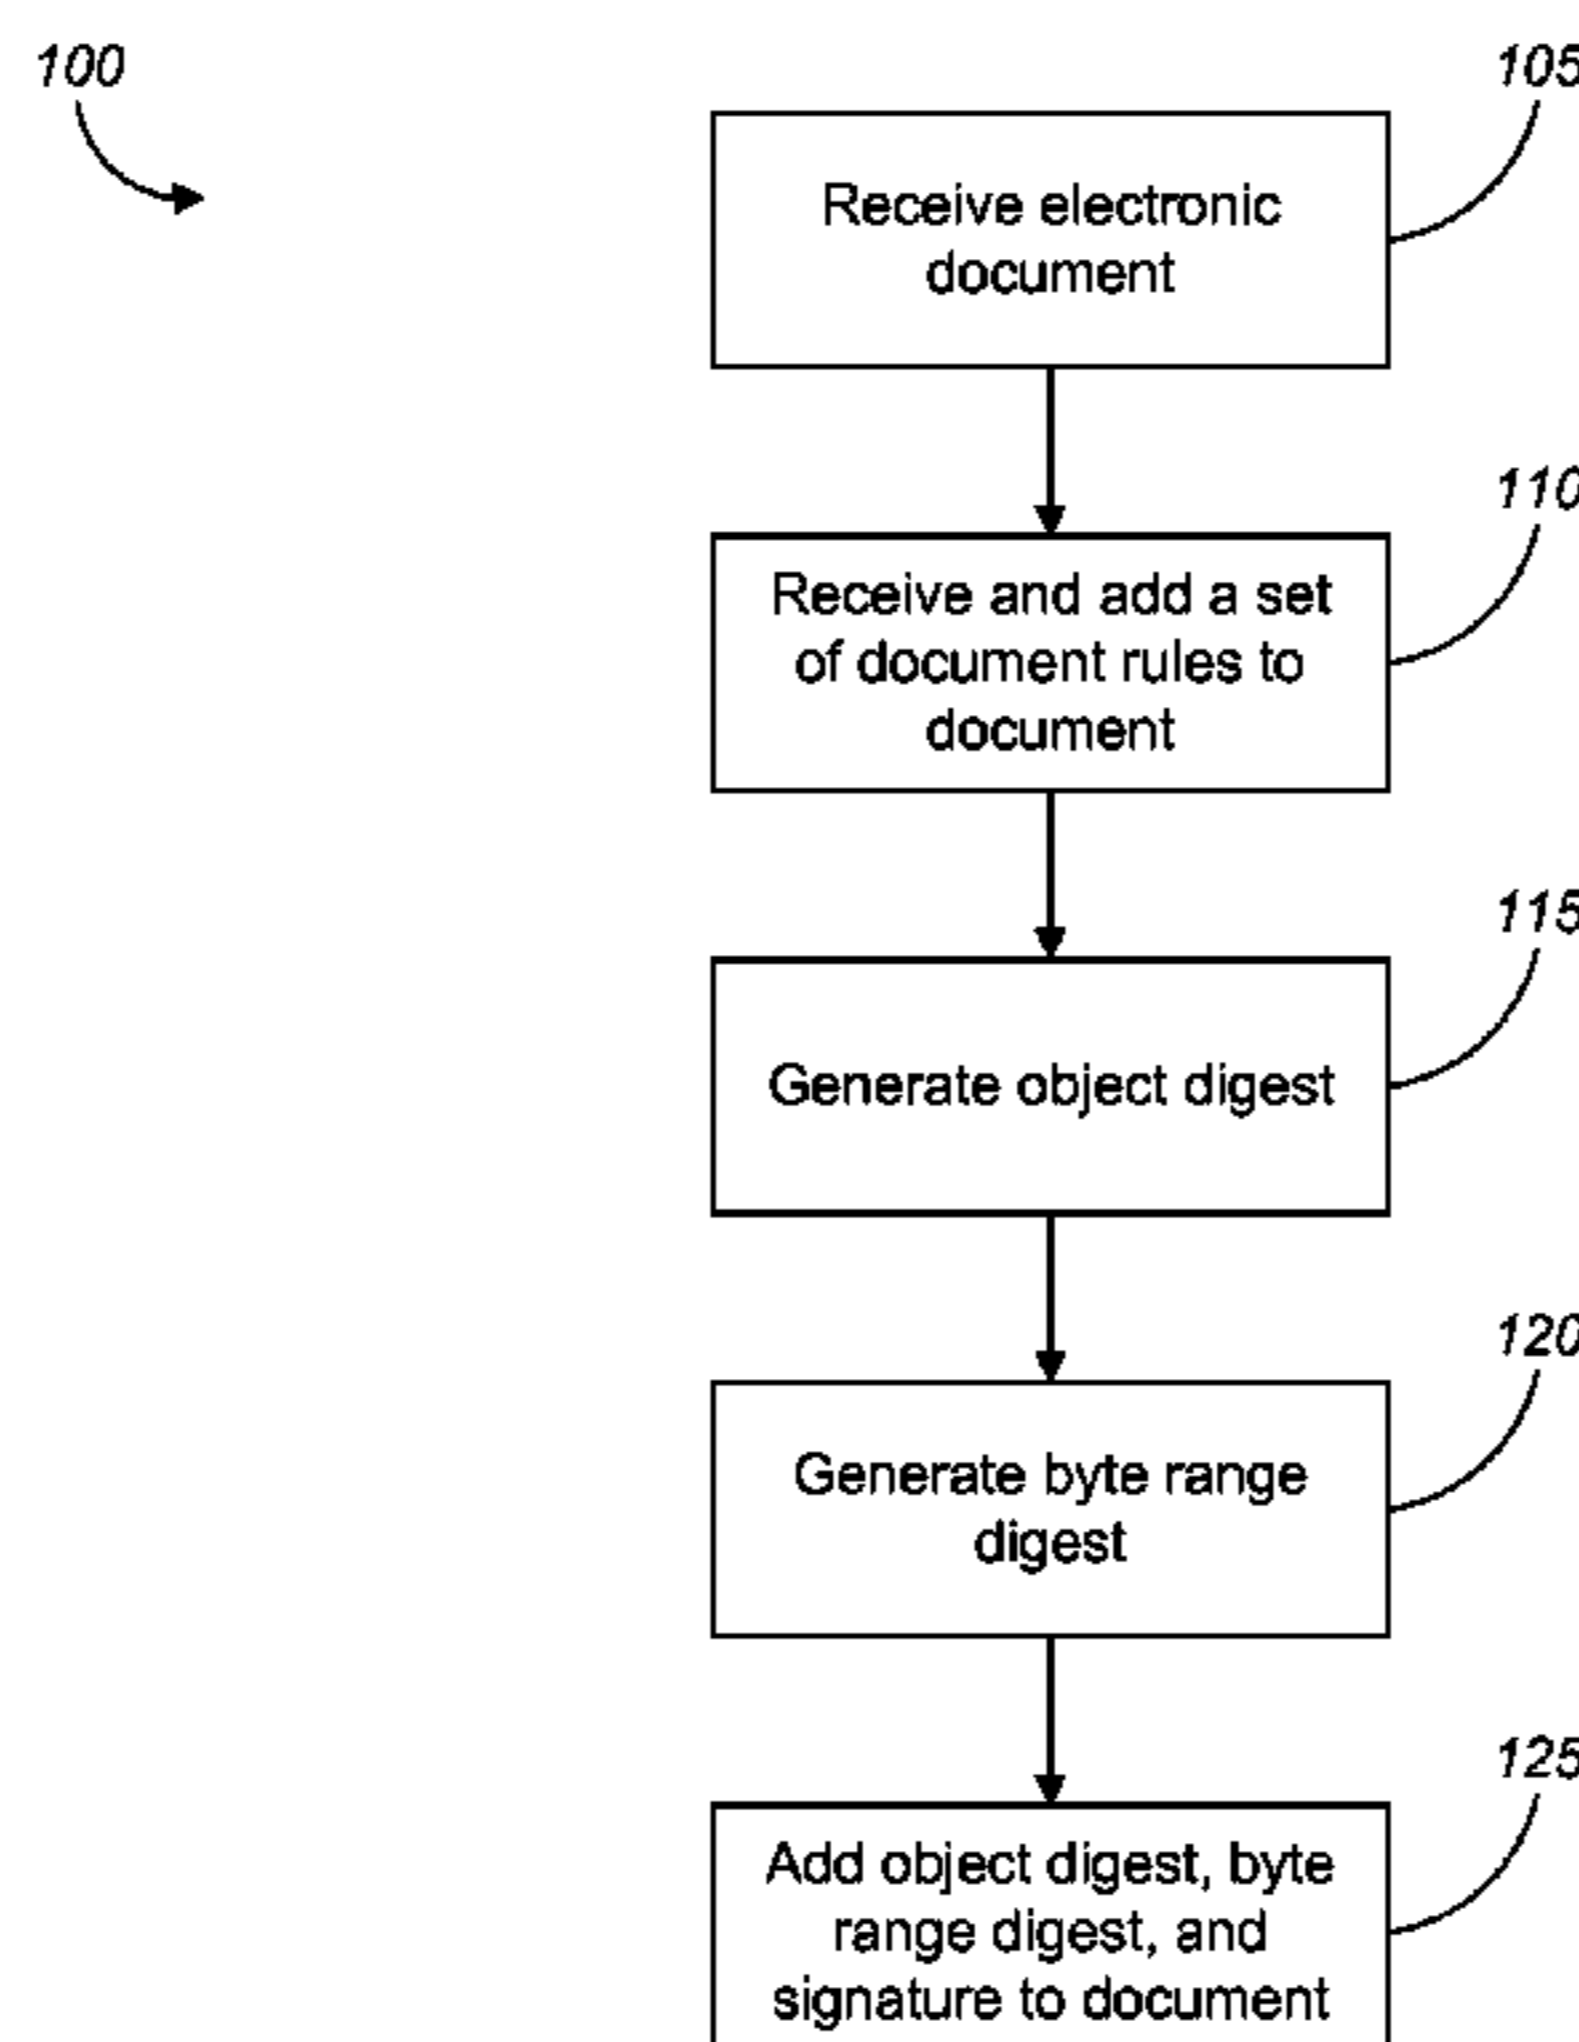 100
105
Receive electronic
document
110
Receive and add a set
of document rules to
document
115
Generate object digest
120
Generate byte range
digest
125
Add object digest, byte
range digest, and
signature to document